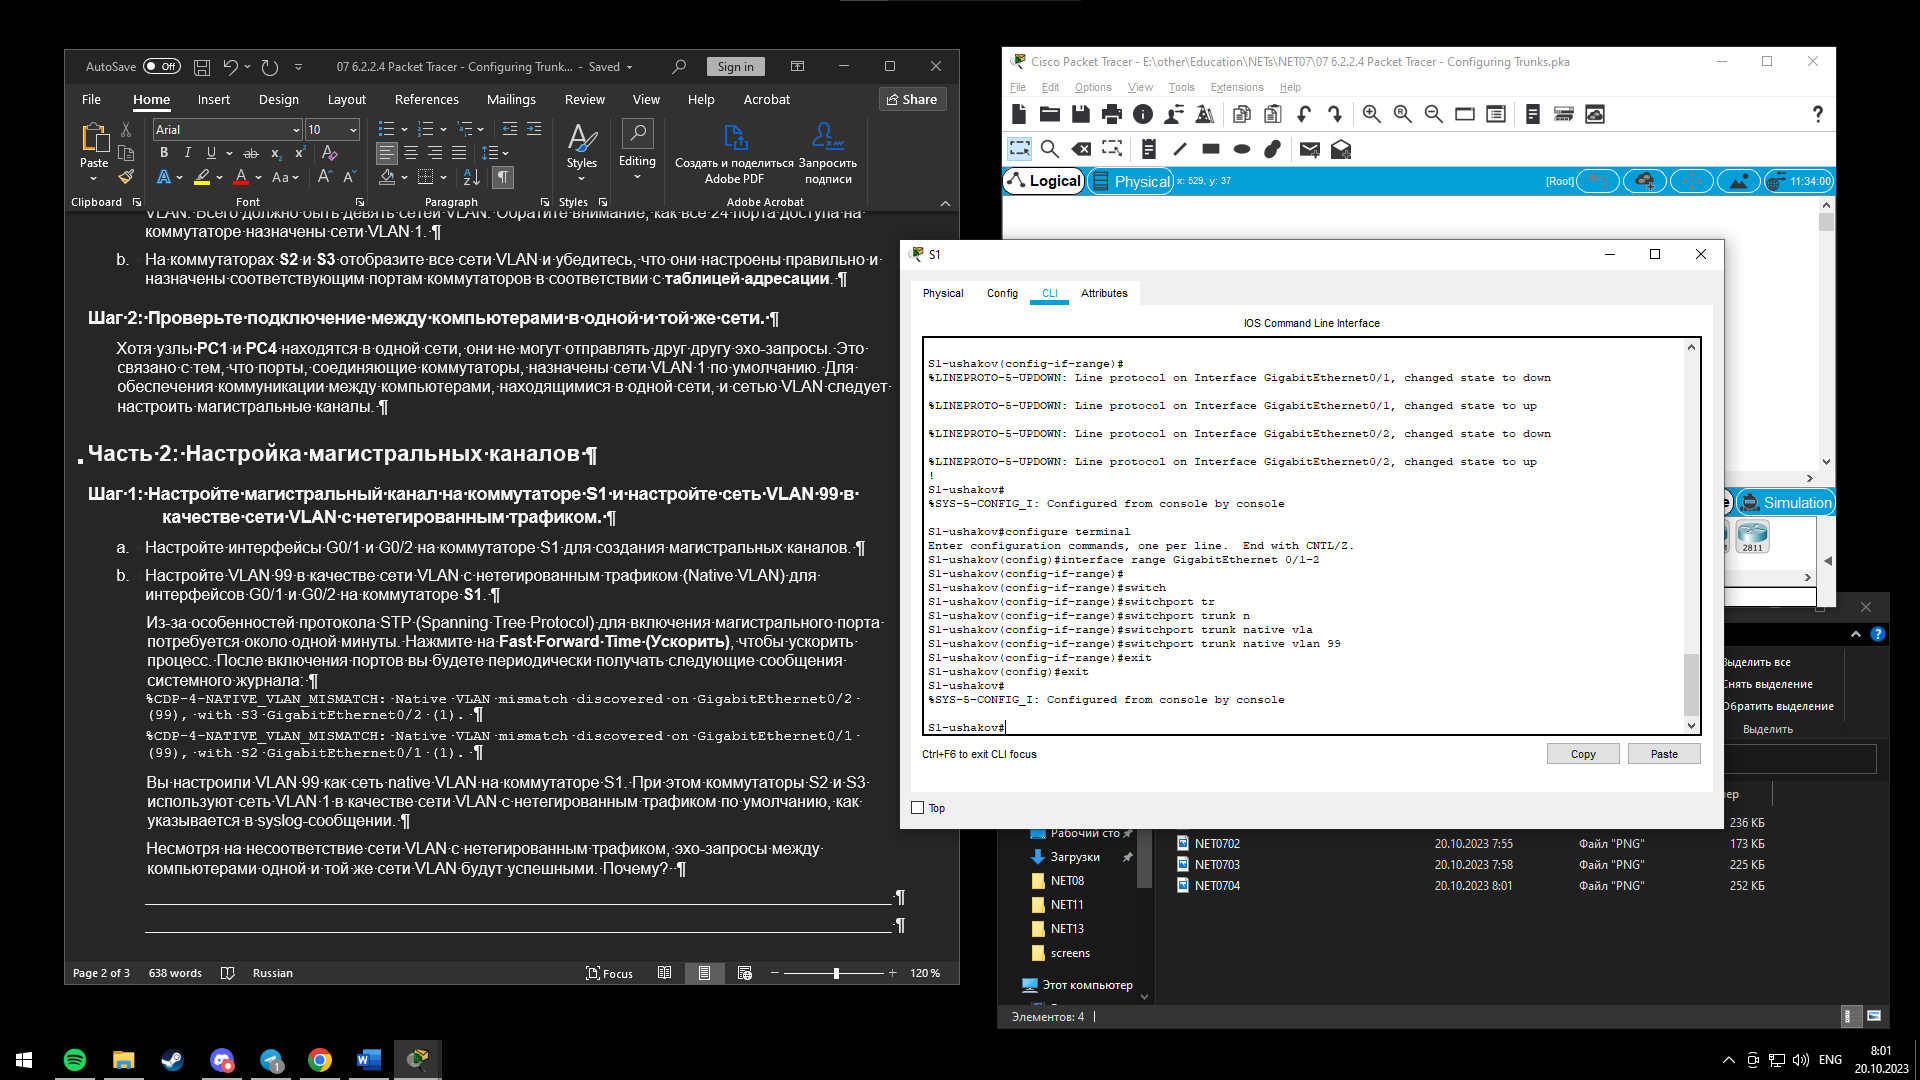 AutoSave Off 07 6.2.2.4 Packet Tracer - Configuring Trunk... - Saved Sign in
File Home Insert Design Layout References Mailings Review View Help Acrobat Share
Paste
Arial 10
Styles
Editing
Создать и поделиться Adobe PDF
Запросить подписи
Clipboard Font Paragraph Styles Adobe Acrobat
VLAN. Всего должно быть девять сетей VLAN. Обратите внимание, как все 24 порта доступа на
коммутаторе назначены сети VLAN 1. ¶
b. На коммутаторах S2 и S3 отобразите все сети VLAN и убедитесь, что они настроены правильно и
назначены соответствующим портам коммутаторов в соответствии с таблицей адресации. ¶
Шаг 2: Проверьте подключение между компьютерами в одной и той же сети. ¶
Хотя узлы PC1 и PC4 находятся в одной сети, они не могут отправлять друг другу эхо-запросы. Это
связано с тем, что порты, соединяющие коммутаторы, назначены сети VLAN 1 по умолчанию. Для
обеспечения коммуникации между компьютерами, находящимися в одной сети, и сетью VLAN следует
настроить магистральные каналы. ¶
Часть 2: Настройка магистральных каналов ¶
Шаг 1: Настройте магистральный канал на коммутаторе S1 и настройте сеть VLAN 99 в
качестве сети VLAN с нетегированным трафиком. ¶
a. Настройте интерфейсы G0/1 и G0/2 на коммутаторе S1 для создания магистральных каналов. ¶
b. Настройте VLAN 99 в качестве сети VLAN с нетегированным трафиком (Native VLAN) для
интерфейсов G0/1 и G0/2 на коммутаторе S1. ¶
Из-за особенностей протокола STP (Spanning Tree Protocol) для включения магистрального порта
потребуется около одной минуты. Нажмите на Fast Forward Time (Ускорить), чтобы ускорить
процесс. После включения портов вы будете периодически получать следующие сообщения
системного журнала: ¶
%CDP-4-NATIVE_VLAN_MISMATCH: Native VLAN mismatch discovered on GigabitEthernet0/2
(99), with S3 GigabitEthernet0/2 (1). ¶
%CDP-4-NATIVE_VLAN_MISMATCH: Native VLAN mismatch discovered on GigabitEthernet0/1
(99), with S2 GigabitEthernet0/1 (1). ¶
Вы настроили VLAN 99 как сеть native VLAN на коммутаторе S1. При этом коммутаторы S2 и S3
используют сеть VLAN 1 в качестве сети VLAN с нетегированным трафиком по умолчанию, как
указывается в syslog-сообщении. ¶
Несмотря на несоответствие сети VLAN с нетегированным трафиком, эхо-запросы между
компьютерами одной и той же сети VLAN будут успешными. Почему? ¶
¶
¶
Page 2 of 3 638 words Russian Focus 120 %
Cisco Packet Tracer - E:\other\Education\NETs\NET07\07 6.2.2.4 Packet Tracer - Configuring Trunks.pka
File Edit Options View Tools Extensions Help
Logical Physical x: 529, y: 37 [Root] 11:34:00
Simulation
2811
S1
Physical Config CLI Attributes
IOS Command Line Interface
S1-ushakov(config-if-range)#
%LINEPROTO-5-UPDOWN: Line protocol on Interface GigabitEthernet0/1, changed state to down
%LINEPROTO-5-UPDOWN: Line protocol on Interface GigabitEthernet0/1, changed state to up
%LINEPROTO-5-UPDOWN: Line protocol on Interface GigabitEthernet0/2, changed state to down
%LINEPROTO-5-UPDOWN: Line protocol on Interface GigabitEthernet0/2, changed state to up
!
S1-ushakov#
%SYS-5-CONFIG_I: Configured from console by console
S1-ushakov#configure terminal
Enter configuration commands, one per line. End with CNTL/Z.
S1-ushakov(config)#interface range GigabitEthernet 0/1-2
S1-ushakov(config-if-range)#
S1-ushakov(config-if-range)#switch
S1-ushakov(config-if-range)#switchport tr
S1-ushakov(config-if-range)#switchport trunk n
S1-ushakov(config-if-range)#switchport trunk native vla
S1-ushakov(config-if-range)#switchport trunk native vlan 99
S1-ushakov(config-if-range)#exit
S1-ushakov(config)#exit
S1-ushakov#
%SYS-5-CONFIG_I: Configured from console by console
S1-ushakov#
Ctrl+F6 to exit CLI focus Copy Paste
Top
Выделить все
Снять выделение
Обратить выделение
Выделить
236 КБ
Рабочий сто
Загрузки
NET08
NET11
NET13
screens
Этот компьютер
NET0702 20.10.2023 7:55 Файл "PNG" 173 КБ
NET0703 20.10.2023 7:58 Файл "PNG" 225 КБ
NET0704 20.10.2023 8:01 Файл "PNG" 252 КБ
Элементов: 4
1
ENG
8:01
20.10.2023